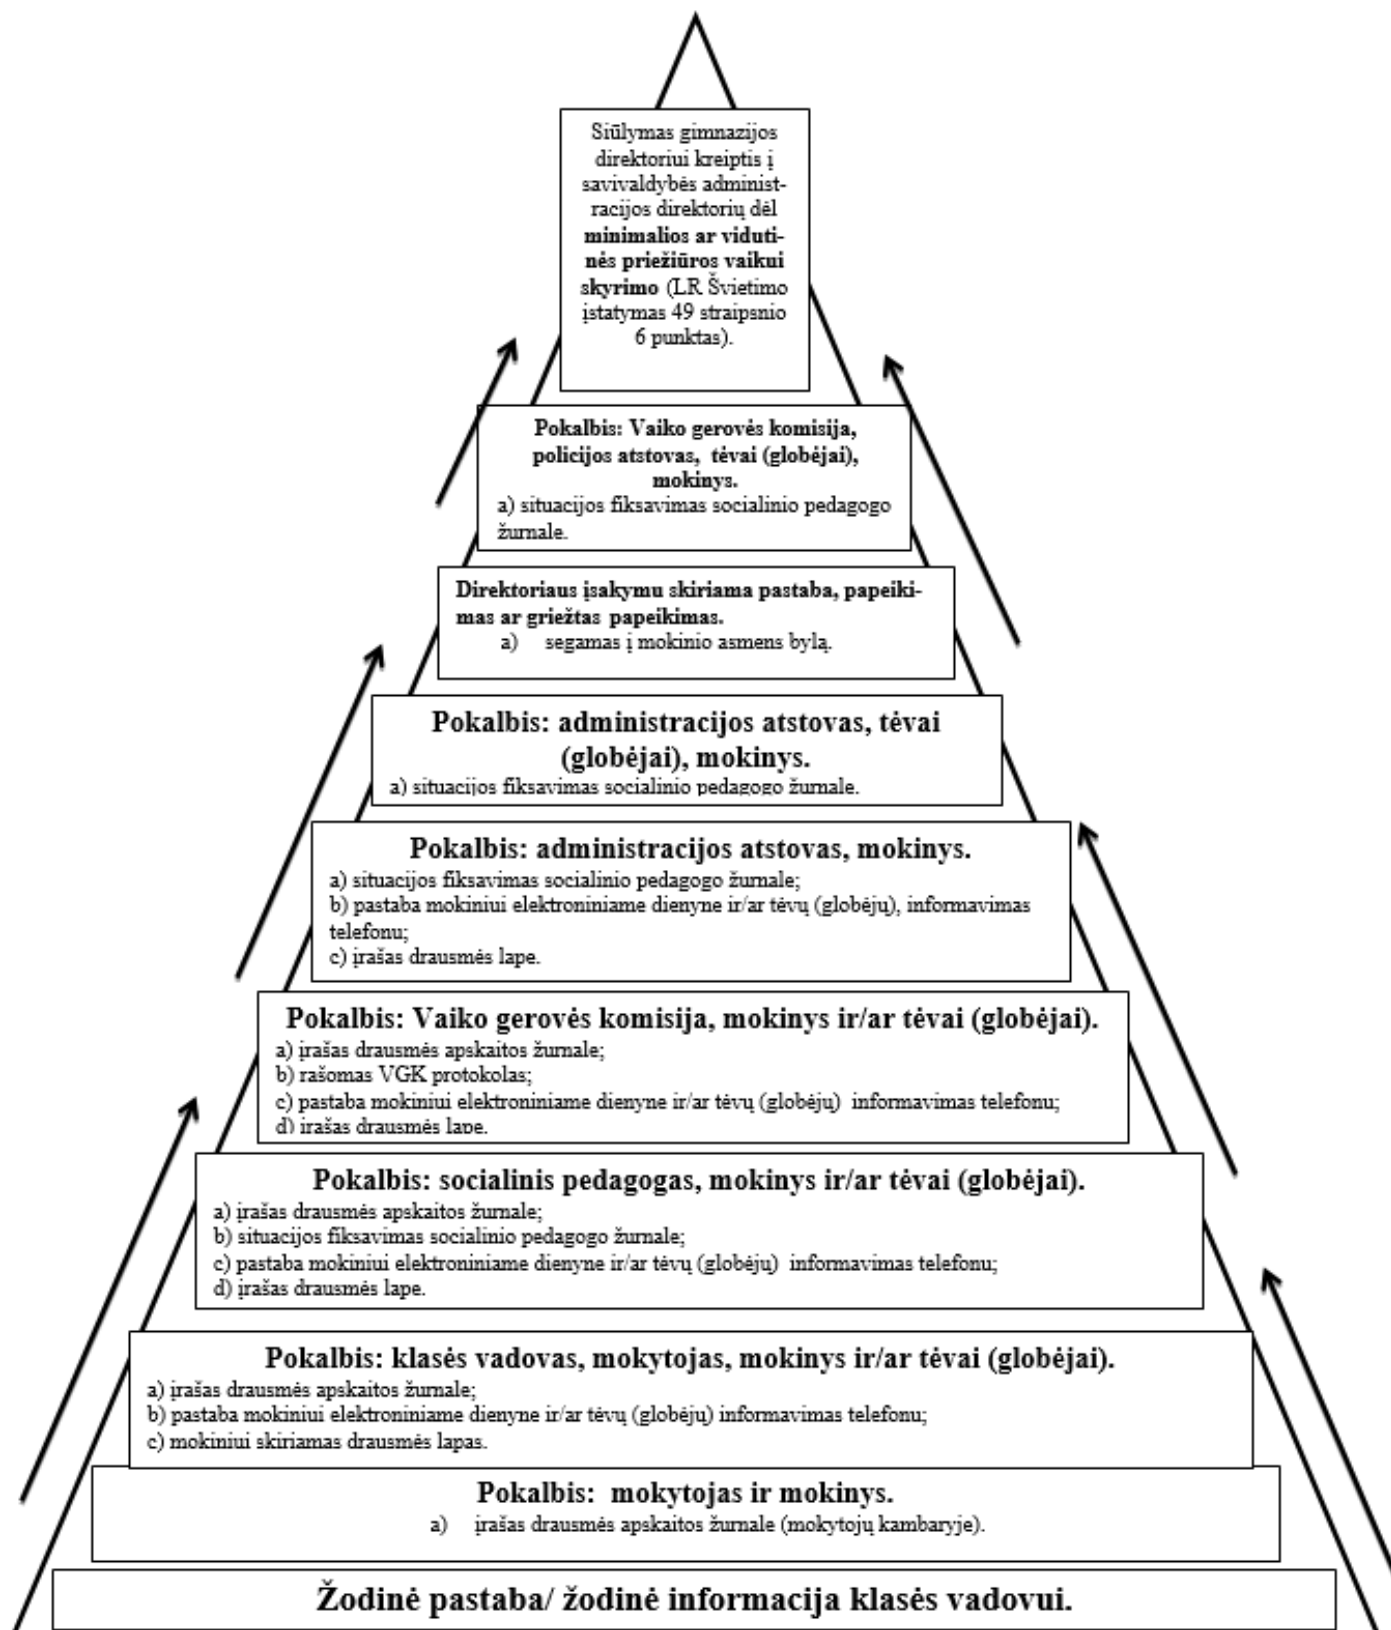 Siūlymas gimnazijos
direktoriui kreiptis į
savivaldybės administ-
racijos direktorių dėl
minimalios ar viduti-
nės priežiūros vaikui
skyrimo (LR Švietimo
įstatymas 49 straipsnio
6 punktas).
Pokalbis: Vaiko gerovės komisija,
policijos atstovas, tėvai (globėjai),
mokinys.
a) situacijos fiksavimas socialinio pedagogo
žurnale.
Direktoriaus įsakymu skiriama pastaba, papeiki-
mas ar griežtas papeikimas.
a) segamas į mokinio asmens bylą.
Pokalbis: administracijos atstovas, tėvai
(globėjai), mokinys.
a) situacijos fiksavimas socialinio pedagogo žurnale.
Pokalbis: administracijos atstovas, mokinys.
a) situacijos fiksavimas socialinio pedagogo žurnale;
b) pastaba mokiniui elektroniniame dienyne ir/ar tėvų (globėjų), informavimas
telefonu;
c) įrašas drausmės lape.
Pokalbis: Vaiko gerovės komisija, mokinys ir/ar tėvai (globėjai).
a) įrašas drausmės apskaitos žurnale;
b) rašomas VGK protokolas;
c) pastaba mokiniui elektroniniame dienyne ir/ar tėvų (globėjų) informavimas telefonu;
d) įrašas drausmės lape.
Pokalbis: socialinis pedagogas, mokinys ir/ar tėvai (globėjai).
a) įrašas drausmės apskaitos žurnale;
b) situacijos fiksavimas socialinio pedagogo žurnale;
c) pastaba mokiniui elektroniniame dienyne ir/ar tėvų (globėjų) informavimas telefonu;
d) įrašas drausmės lape.
Pokalbis: klasės vadovas, mokytojas, mokinys ir/ar tėvai (globėjai).
a) įrašas drausmės apskaitos žurnale;
b) pastaba mokiniui elektroniniame dienyne ir/ar tėvų (globėjų) informavimas telefonu;
c) mokiniui skiriamas drausmės lapas.
Pokalbis: mokytojas ir mokinys.
a) įrašas drausmės apskaitos žurnale (mokytojų kambaryje).
Žodinė pastaba/ žodinė informacija klasės vadovui.